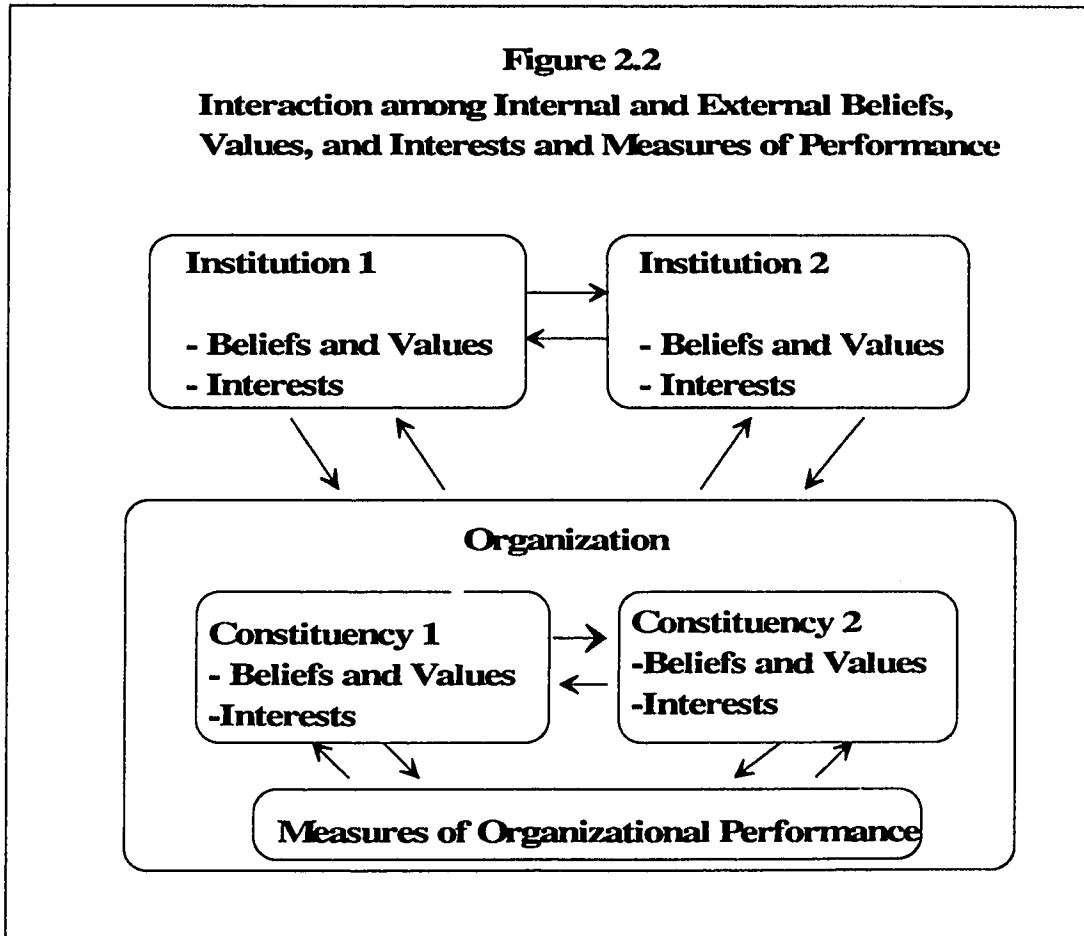 Figure 2.2
Interaction among Internal and External Beliefs,
Values, and Interests and Measures of Performance
Institution 1
- Beliefs and Values
- Interests
Institution 2
- Beliefs and Values
- Interests
Organization
Constituency 1
- Beliefs and Values
-Interests
Constituency 2
-Beliefs and Values
-Interests
Measures of Organizational Performance